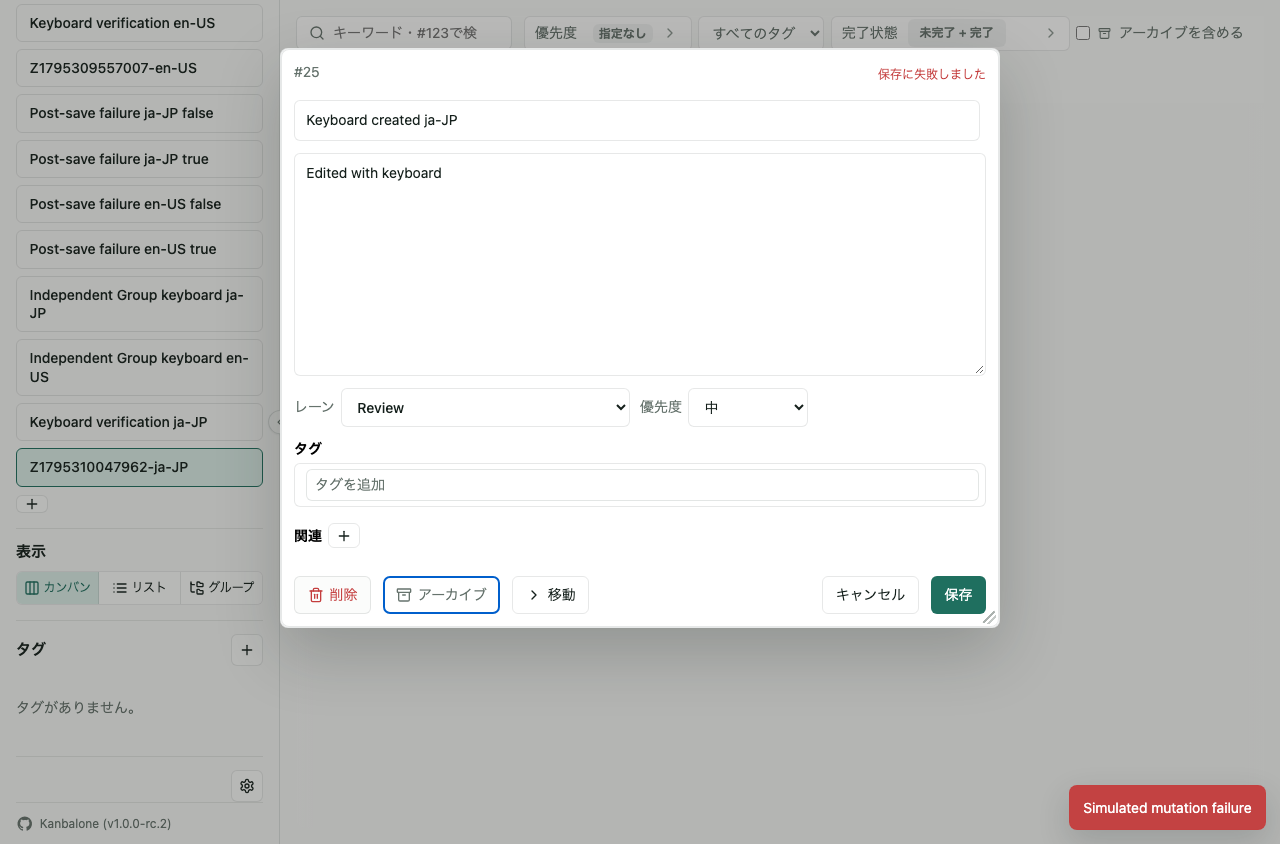 Keyboard verification en-US
Z1795309557007-en-US
Post-save failure ja-JP false
Post-save failure ja-JP true
Post-save failure en-US false
Post-save failure en-US true
Independent Group keyboard ja-
JP
Independent Group keyboard en-
US
Keyboard verification ja-JP
Z1795310047962-ja-JP
表示
カンバン リスト グループ
タグ
タグがありません。
Kanbalone (v1.0.0-rc.2)
キーワード・#123で検
優先度 指定なし
すべてのタグ
完了状態 未完了 + 完了
アーカイブを含める
#25
保存に失敗しました
Keyboard created ja-JP
Edited with keyboard
レーン Review 優先度 中
タグ
タグを追加
関連
削除 アーカイブ 移動 キャンセル 保存
Simulated mutation failure